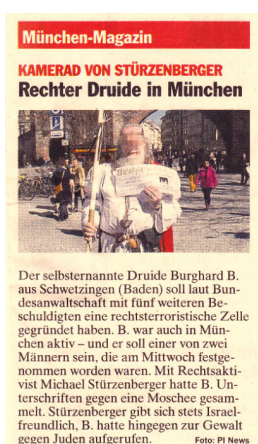 München-Magazin
KAMERAD VON STÜRZENBERGER
Rechter Druide in München
Der selbsternannte Druide Burghard B.
aus Schwetzingen (Baden) soll laut Bun-
desanwaltschaft mit fünf weiteren Be-
schuldigten eine rechtsterroristische Zelle
gegründet haben. B. war auch in Mün-
chen aktiv – und er soll einer von zwei
Männern sein, die am Mittwoch festge-
nommen worden waren. Mit Rechtsakti-
vist Michael Stürzenberger hatte B. Un-
terschriften gegen eine Moschee gesam-
melt. Stürzenberger gibt sich stets Israel-
freundlich, B. hatte hingegen zur Gewalt
gegen Juden aufgerufen. Foto: PI News